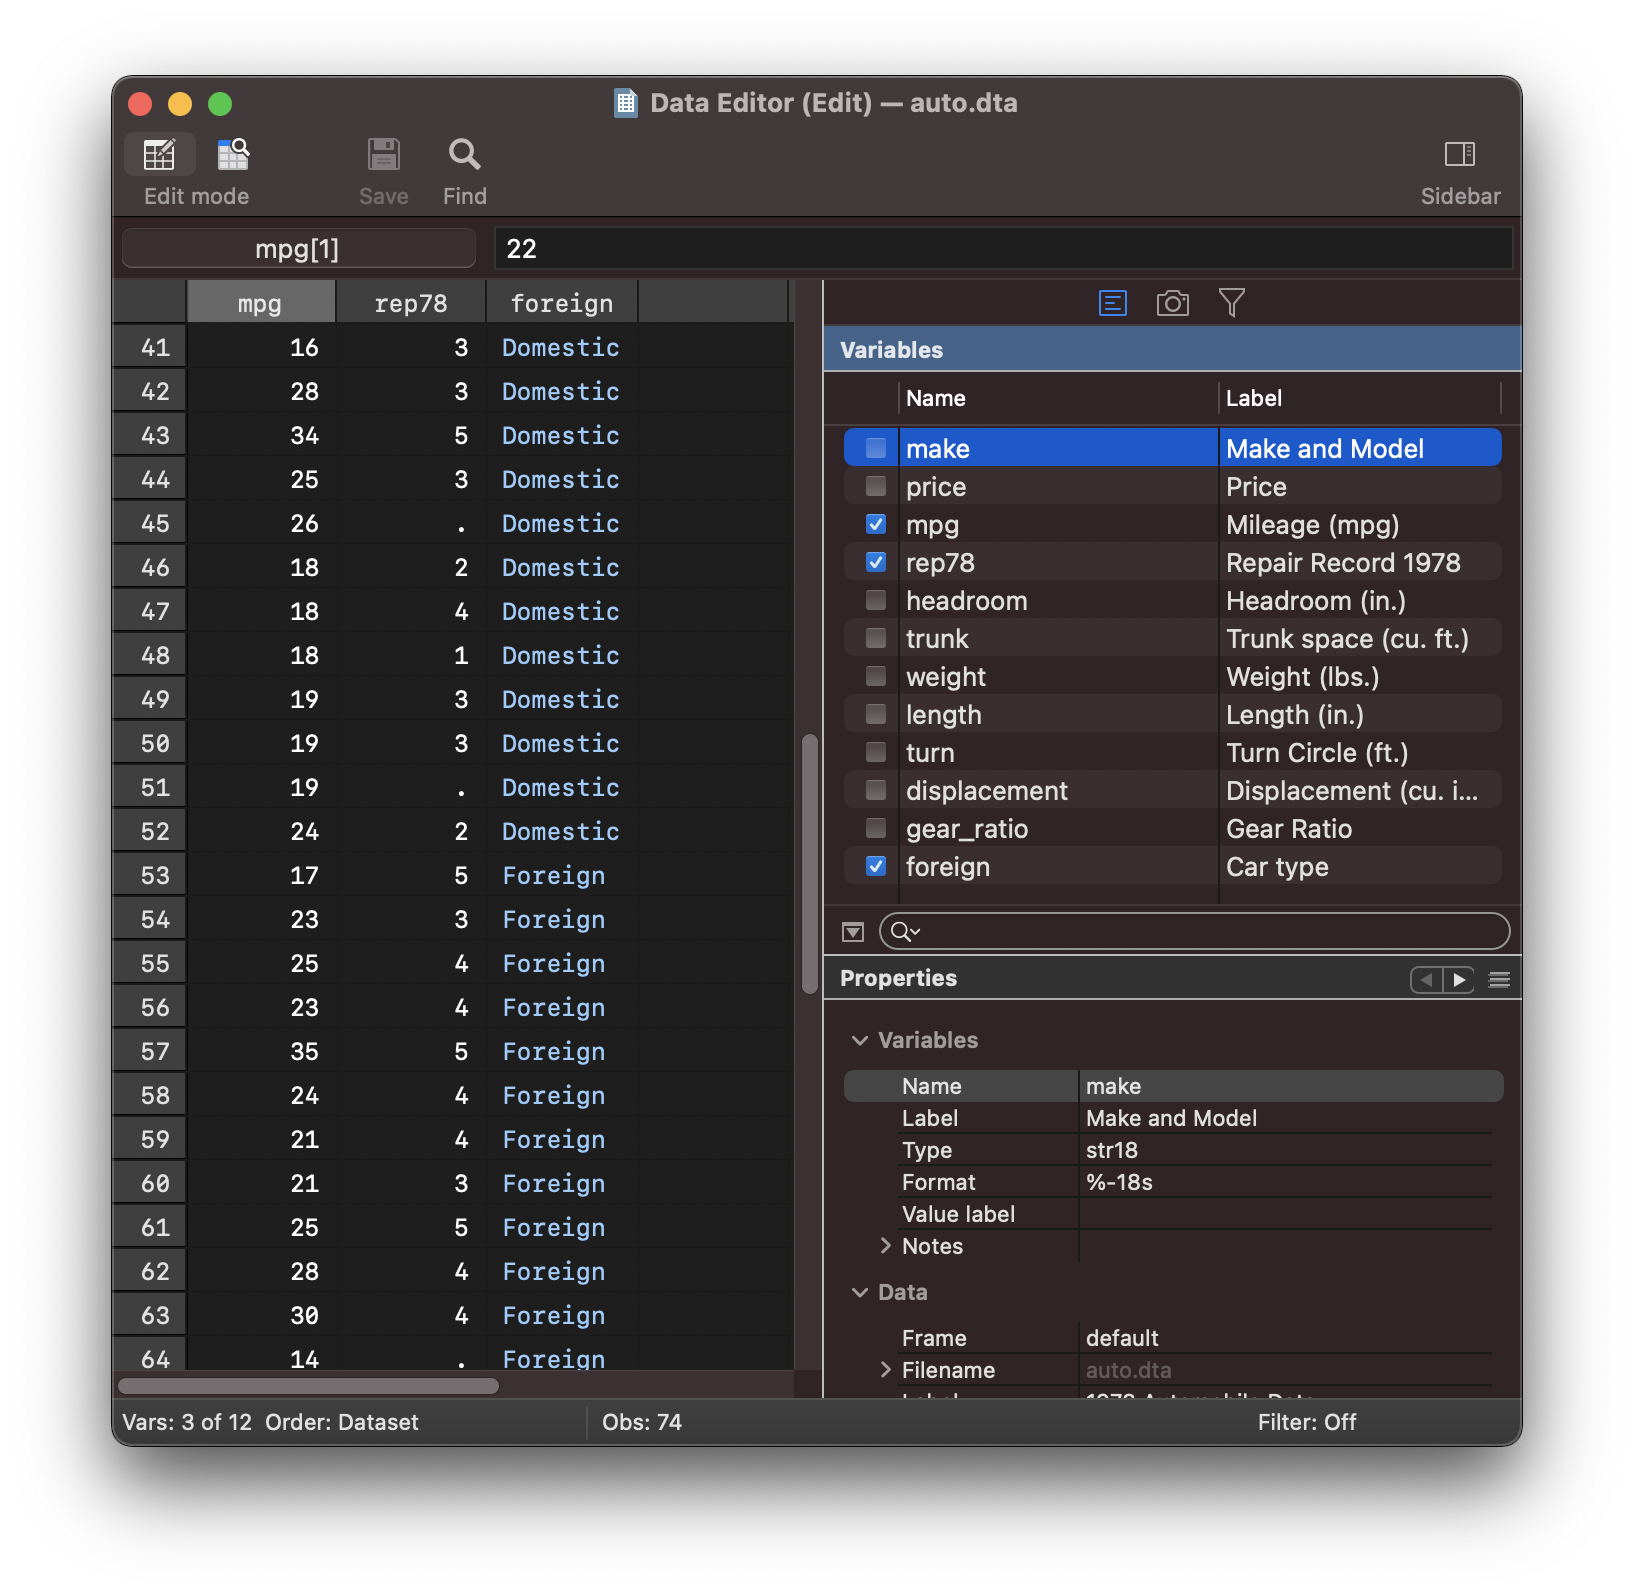 Data Editor (Edit) — auto.dta
Edit mode
Save
Find
Sidebar
mpg[1]
22
mpg rep78 foreign
41 16 3 Domestic
42 28 3 Domestic
43 34 5 Domestic
44 25 3 Domestic
45 26 . Domestic
46 18 2 Domestic
47 18 4 Domestic
48 18 1 Domestic
49 19 3 Domestic
50 19 3 Domestic
51 19 . Domestic
52 24 2 Domestic
53 17 5 Foreign
54 23 3 Foreign
55 25 4 Foreign
56 23 4 Foreign
57 35 5 Foreign
58 24 4 Foreign
59 21 4 Foreign
60 21 3 Foreign
61 25 5 Foreign
62 28 4 Foreign
63 30 4 Foreign
64 14 . Foreign
Variables
Name Label
make Make and Model
price Price
mpg Mileage (mpg)
rep78 Repair Record 1978
headroom Headroom (in.)
trunk Trunk space (cu. ft.)
weight Weight (lbs.)
length Length (in.)
turn Turn Circle (ft.)
displacement Displacement (cu. i...
gear_ratio Gear Ratio
foreign Car type
Properties
Variables
Name make
Label Make and Model
Type str18
Format %-18s
Value label
Notes
Data
Frame default
Filename auto.dta
Vars: 3 of 12 Order: Dataset
Obs: 74
Filter: Off